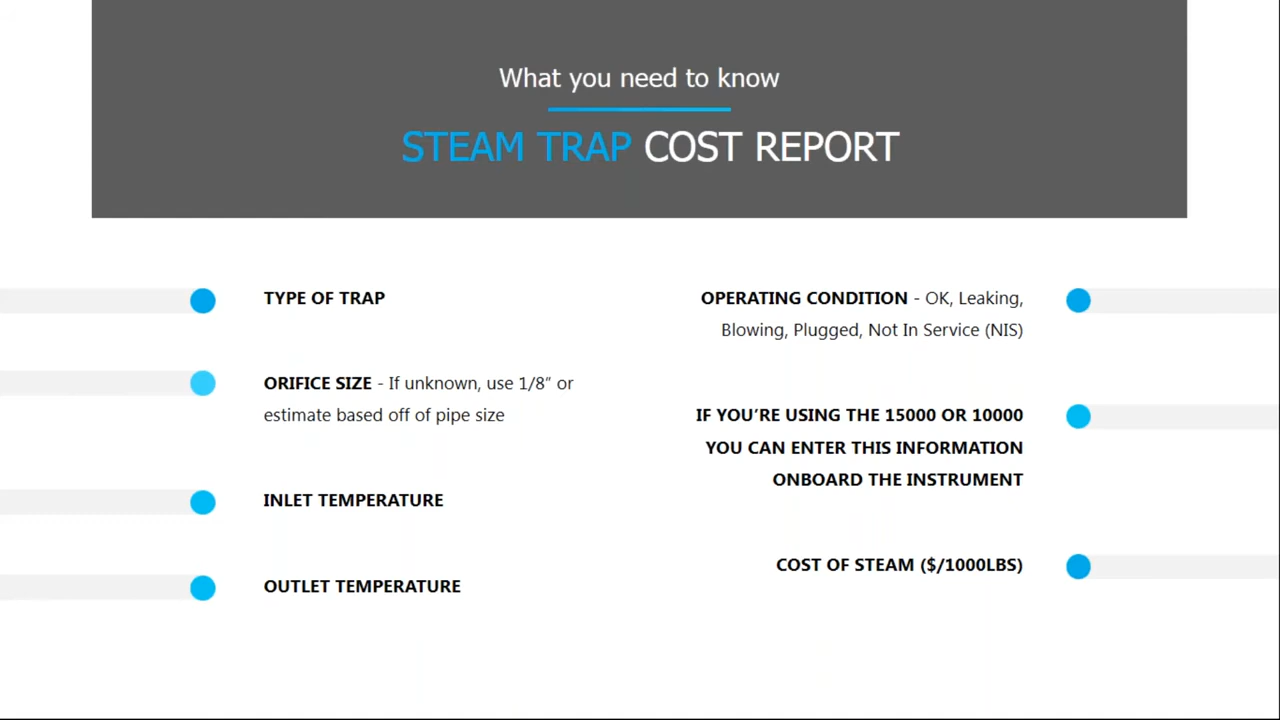 What you need to know
STEAM TRAP COST REPORT
TYPE OF TRAP
ORIFICE SIZE - If unknown, use 1/8” or
estimate based off of pipe size
INLET TEMPERATURE
OUTLET TEMPERATURE
OPERATING CONDITION - OK, Leaking,
Blowing, Plugged, Not In Service (NIS)
IF YOU’RE USING THE 15000 OR 10000
YOU CAN ENTER THIS INFORMATION
ONBOARD THE INSTRUMENT
COST OF STEAM ($/1000LBS)